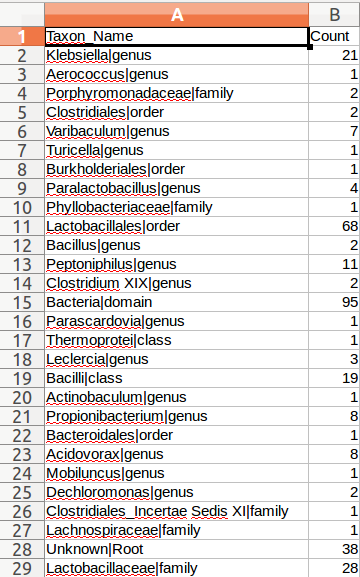 A B
1 Taxon_Name Count
2 Klebsiella|genus 21
3 Aerococcus|genus 1
4 Porphyromonadaceae|family 2
5 Clostridiales|order 2
6 Varibaculum|genus 7
7 Turicella|genus 1
8 Burkholderiales|order 1
9 Paralactobacillus|genus 4
10 Phyllobacteriaceae|family 1
11 Lactobacillales|order 68
12 Bacillus|genus 2
13 Peptoniphilus|genus 11
14 Clostridium XIX|genus 2
15 Bacteria|domain 95
16 Parascardovia|genus 1
17 Thermoprotei|class 1
18 Leclercia|genus 3
19 Bacilli|class 19
20 Actinobaculum|genus 1
21 Propionibacterium|genus 8
22 Bacteroidales|order 1
23 Acidovorax|genus 8
24 Mobiluncus|genus 1
25 Dechloromonas|genus 2
26 Clostridiales_Incertae Sedis XI|family 1
27 Lachnospiraceae|family 1
28 Unknown|Root 38
29 Lactobacillaceae|family 28